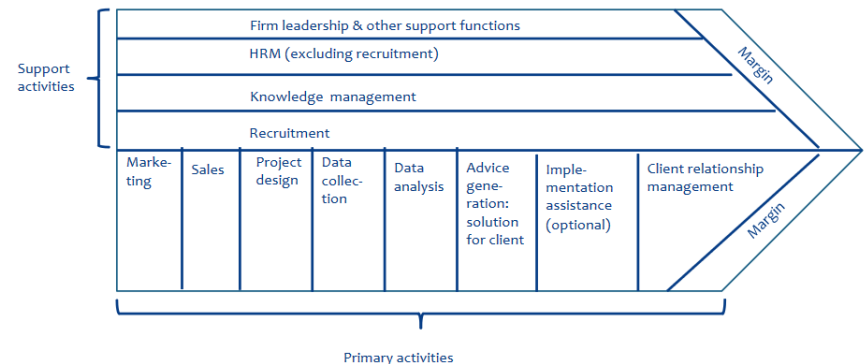 Firm leadership & other support functions
HRM (excluding recruitment)
Support
activities
Margin
Knowledge management
Recruitment
Marke-
ting
Sales
Project
design
Data
collec-
tion
Data
analysis
Advice
gene-
ration:
solution
for client
Imple-
mentation
assistance
(optional)
Client relationship
management
Margin
Primary activities